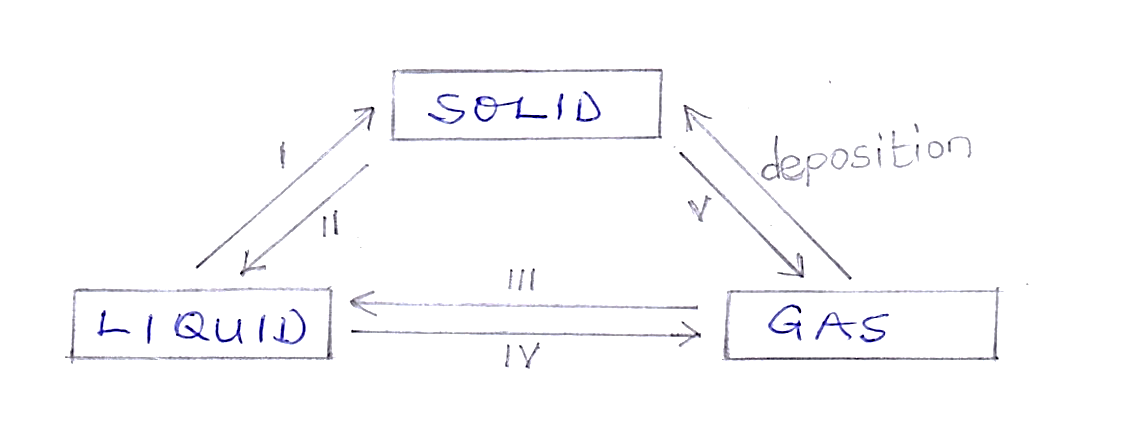 SOLID
deposition
I
V
II
III
LIQUID
GAS
IV